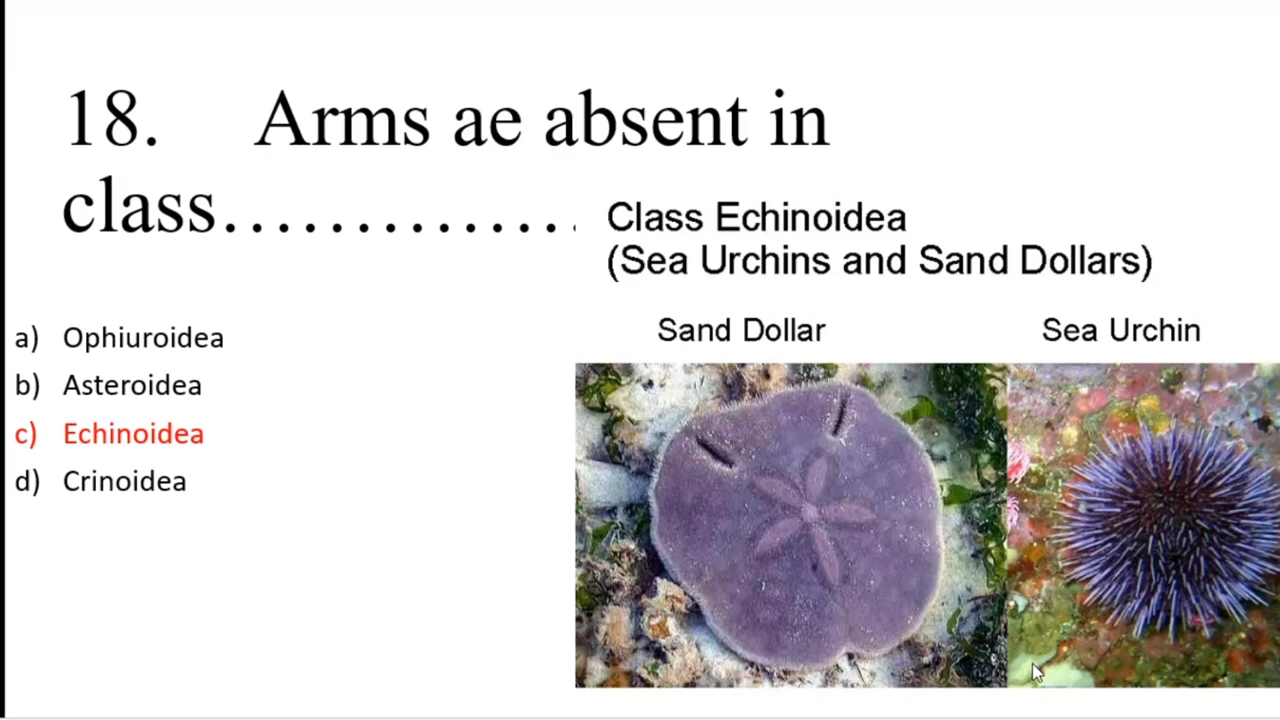 18. Arms ae absent in
class..............
Class Echinoidea
(Sea Urchins and Sand Dollars)
a) Ophiuroidea
b) Asteroidea
c) Echinoidea
d) Crinoidea
Sand Dollar
Sea Urchin